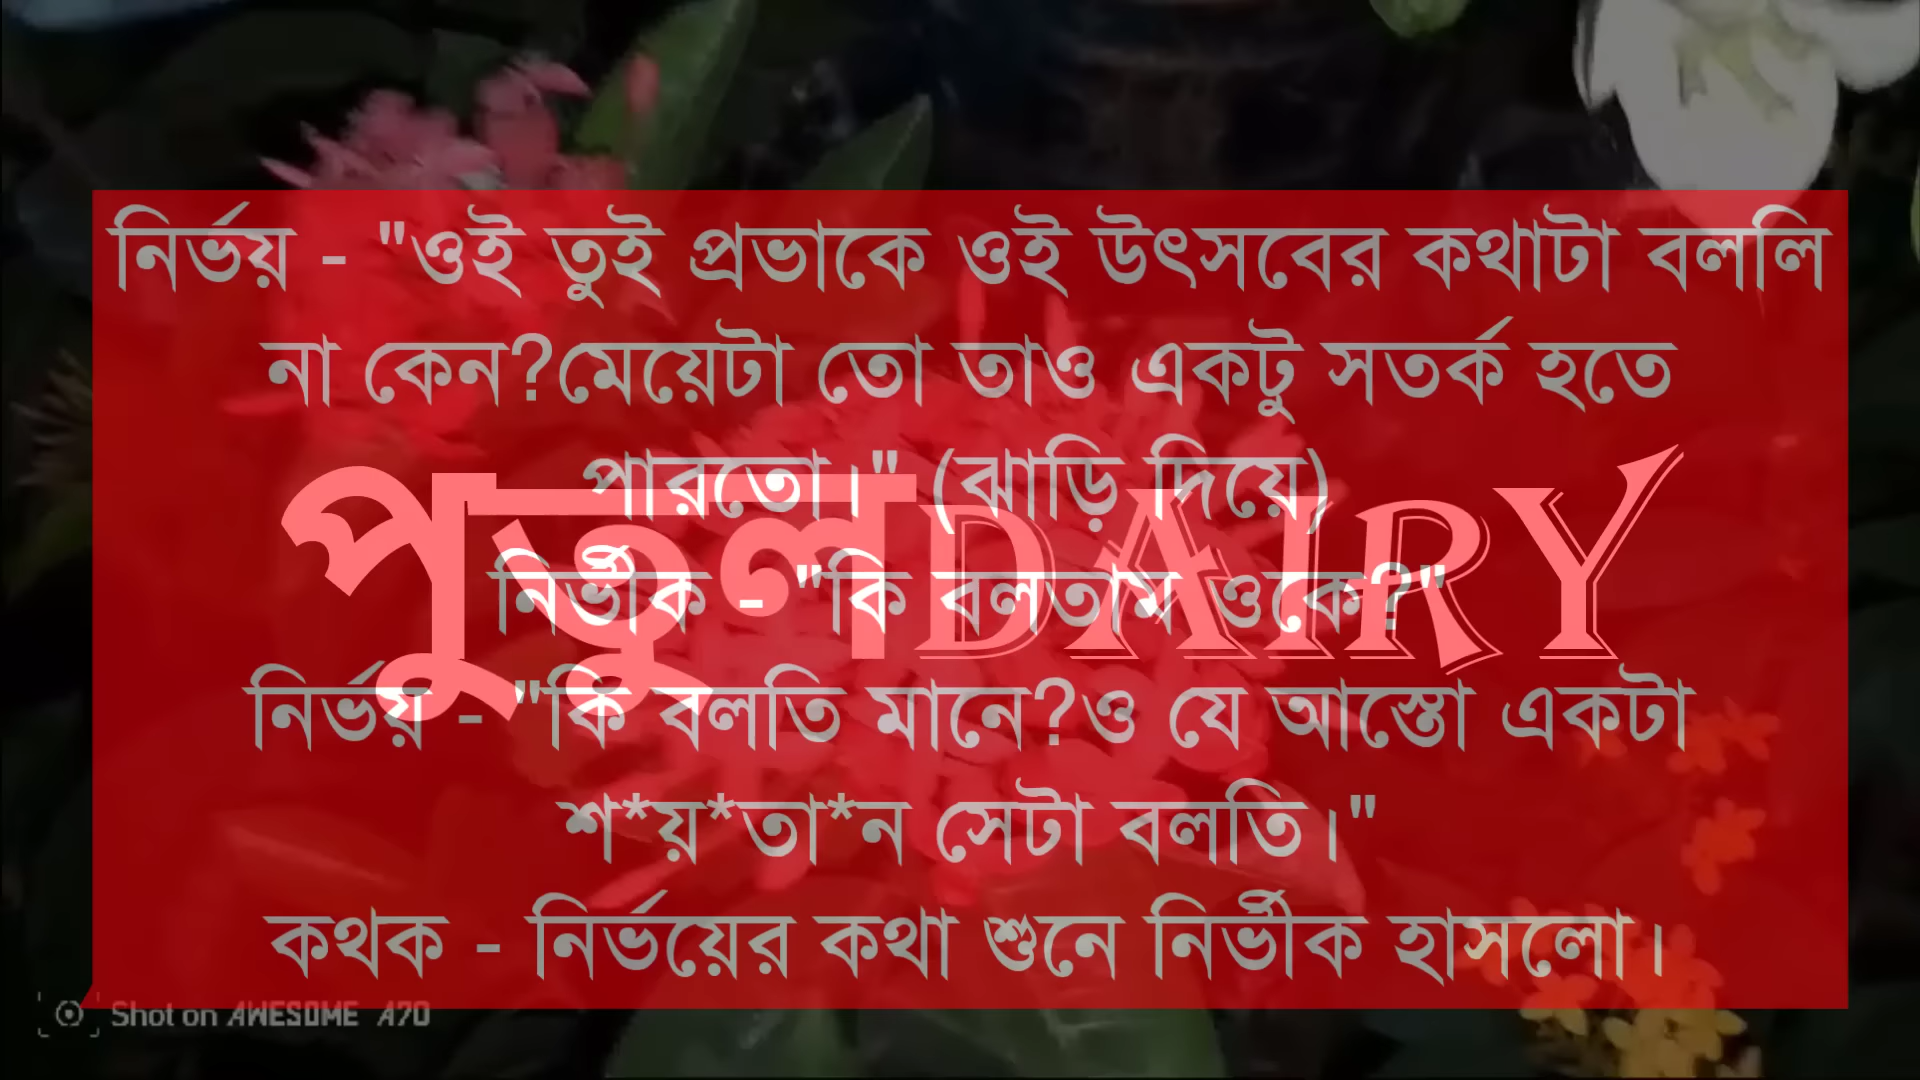 নির্ভয় - "ওই তুই প্রভাকে ওই উৎসবের কথাটা বললি
না কেন?মেয়েটা তো তাও একটু সতর্ক হতে
পারতো।" (ঝাড়ি দিয়ে)
পুতুল DAIRY
নির্ভীক - "কি বলতাম ওকে?"
নির্ভয় - "কি বলতি মানে?ও যে আস্তো একটা
শ*য়*তা*ন সেটা বলতি।"
কথক - নির্ভয়ের কথা শুনে নির্ভীক হাসলো।
Shot on AWESOME A70